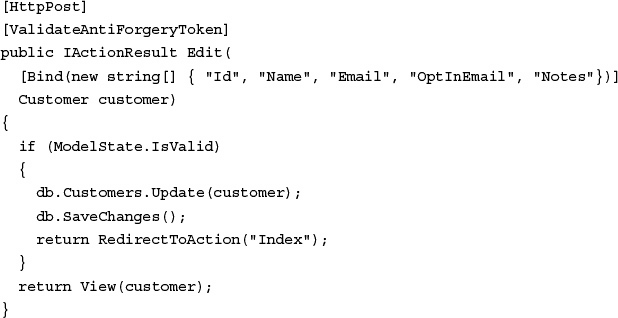 [HttpPost]
[ValidateAntiForgeryToken]
public IActionResult Edit(
  [Bind(new string[] { "Id", "Name", "Email", "OptInEmail", "Notes"})]
  Customer customer)
{
  if (ModelState.IsValid)
  {
    db.Customers.Update(customer);
    db.SaveChanges();
    return RedirectToAction("Index");
  }
  return View(customer);
}